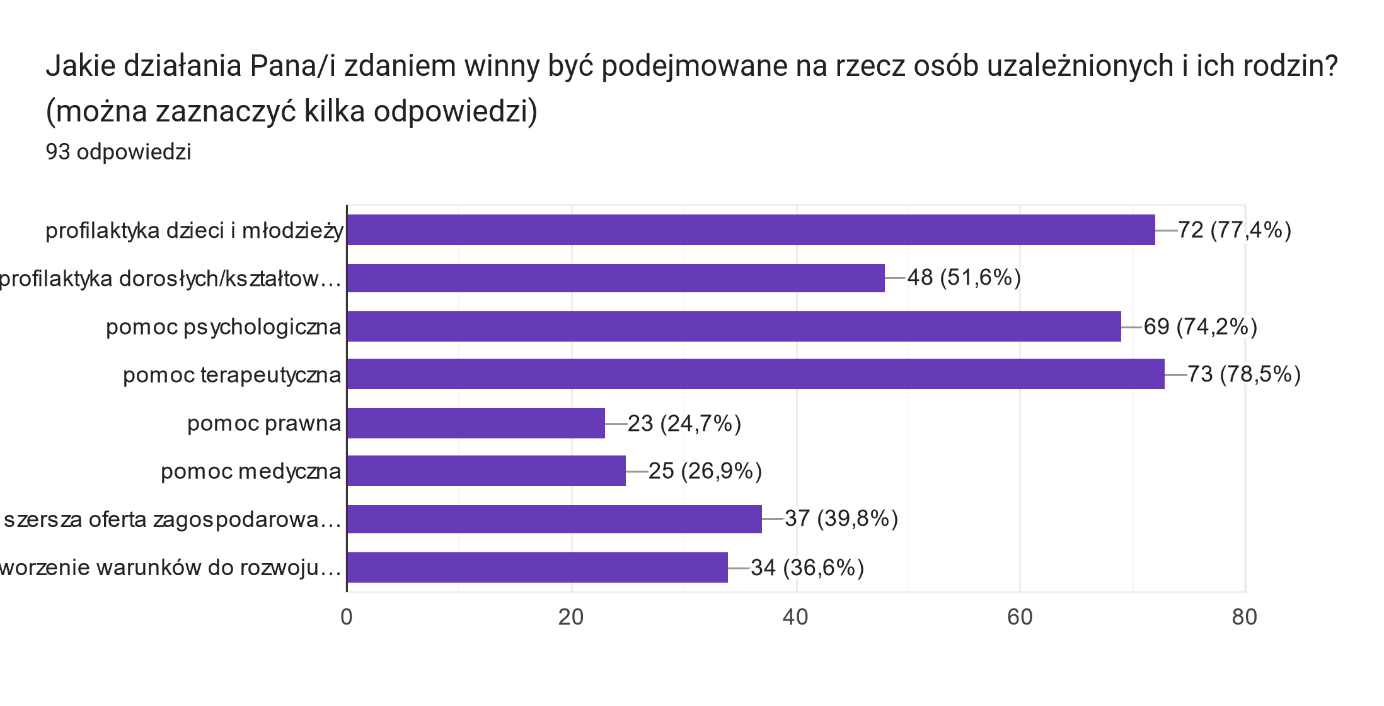 Jakie działania Pana/i zdaniem winny być podejmowane na rzecz osób uzależnionych i ich rodzin?
(można zaznaczyć kilka odpowiedzi)
93 odpowiedzi
profilaktyka dzieci i młodzieży 72 (77,4%)
profilaktyka dorosłych/kształtow… 48 (51,6%)
pomoc psychologiczna 69 (74,2%)
pomoc terapeutyczna 73 (78,5%)
pomoc prawna 23 (24,7%)
pomoc medyczna 25 (26,9%)
szersza oferta zagospodarowa… 37 (39,8%)
worzenie warunków do rozwoju… 34 (36,6%)
0 20 40 60 80